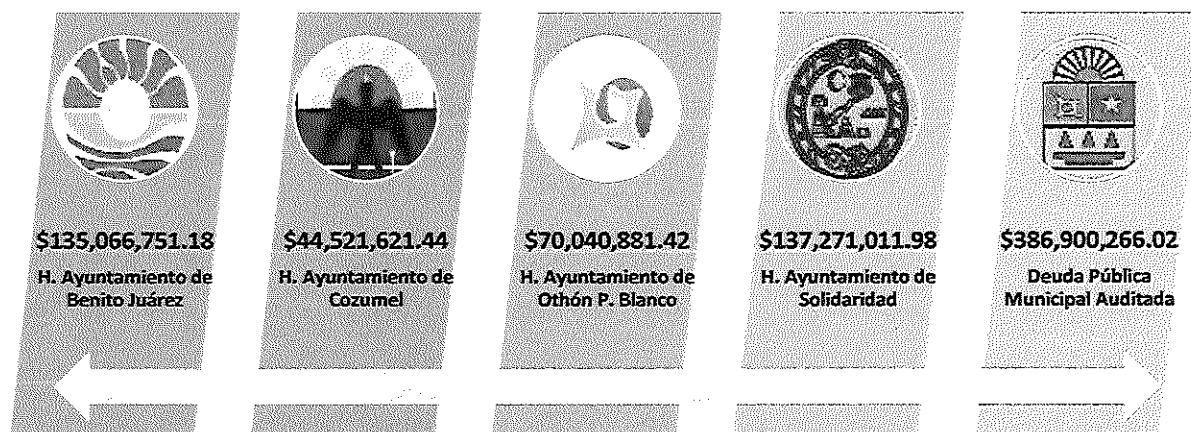 $135,066,751.18
H. Ayuntamiento de
Benito Juárez
$44,521,621.44
H. Ayuntamiento de
Cozumel
$70,040,881.42
H. Ayuntamiento de
Othón P. Blanco
$137,271,011.98
H. Ayuntamiento de
Solidaridad
$386,900,266.02
Deuda Pública
Municipal Auditada